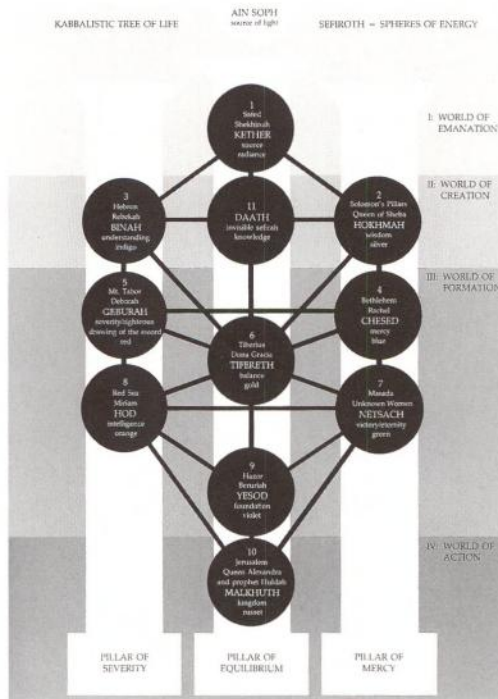 KABBALISTIC TREE OF LIFE
AIN SOPH
source of light
SEFIROTH = SPHERES OF ENERGY
I: WORLD OF
EMANATION
1
Shekhinah
KETHER
source
radience
II: WORLD OF
CREATION
3
Hebron
Rebekah
BINAH
understanding
indigo
11
DAATH
invisible sefirah
knowledge
2
Solomon's Pillars
Queen of Sheba
HOKHMAH
wisdom
silver
III: WORLD OF
FORMATION
5
Mt. Tabor
Deborah
GEBURAH
severity/righteous
drawing of the sword
red
4
Bethlehem
Rachel
CHESED
mercy
blue
6
Tiberius
Dona Gracia
TIFERETH
balance
gold
8
Red Sea
Miriam
HOD
intelligence
orange
7
Masada
Unknown Women
NETSACH
victory/eternity
green
9
Hazor
Beruriah
YESOD
foundation
violet
IV: WORLD OF
ACTION
10
Jerusalem
Queen Alexandra
and prophet Huldah
MALKHUTH
kingdom
russet
PILLAR OF
SEVERITY
PILLAR OF
EQUILIBRIUM
PILLAR OF
MERCY